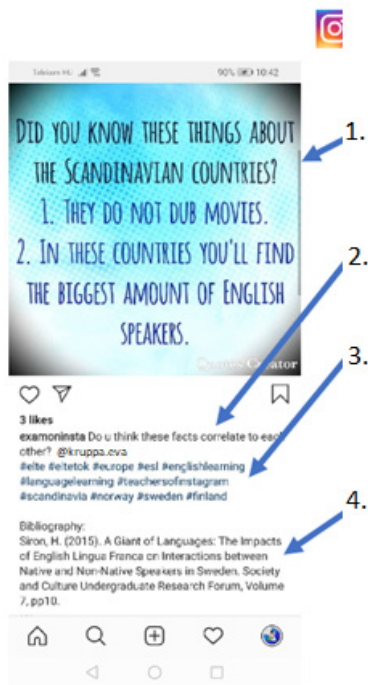 Telekom HU 90% 10:42
DID YOU KNOW THESE THINGS ABOUT
THE SCANDINAVIAN COUNTRIES?
1. THEY DO NOT DUB MOVIES.
2. IN THESE COUNTRIES YOU'LL FIND
THE BIGGEST AMOUNT OF ENGLISH
SPEAKERS.
Creator
3 likes
examoninsta Do u think these facts correlate to each
other? @kruppa.eva
#elte #eltetok #europe #esl #englishlearning
#languagelearning #teachersofinstagram
#scandinavia #norway #sweden #finland
Bibliography:
Siron, H. (2015). A Giant of Languages: The Impacts
of English Lingua Franca on Interactions between
Native and Non-Native Speakers in Sweden. Society
and Culture Undergraduate Research Forum, Volume
7, pp10.
1.
2.
3.
4.